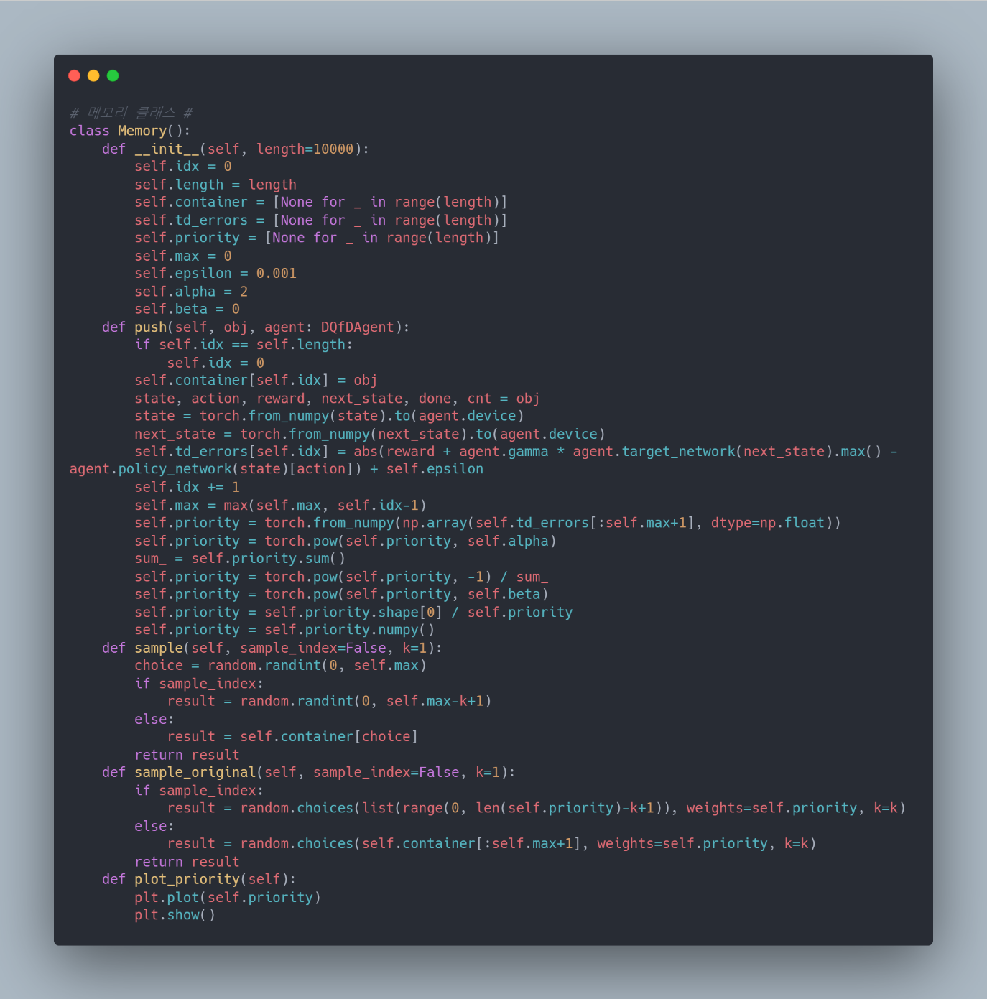 # 메모리 클래스 #
class Memory():
    def __init__(self, length=10000):
        self.idx = 0
        self.length = length
        self.container = [None for _ in range(length)]
        self.td_errors = [None for _ in range(length)]
        self.priority = [None for _ in range(length)]
        self.max = 0
        self.epsilon = 0.001
        self.alpha = 2
        self.beta = 0
    def push(self, obj, agent: DQfDAgent):
        if self.idx == self.length:
            self.idx = 0
        self.container[self.idx] = obj
        state, action, reward, next_state, done, cnt = obj
        state = torch.from_numpy(state).to(agent.device)
        next_state = torch.from_numpy(next_state).to(agent.device)
        self.td_errors[self.idx] = abs(reward + agent.gamma * agent.target_network(next_state).max() -
agent.policy_network(state)[action]) + self.epsilon
        self.idx += 1
        self.max = max(self.max, self.idx-1)
        self.priority = torch.from_numpy(np.array(self.td_errors[:self.max+1], dtype=np.float))
        self.priority = torch.pow(self.priority, self.alpha)
        sum_ = self.priority.sum()
        self.priority = torch.pow(self.priority, -1) / sum_
        self.priority = torch.pow(self.priority, self.beta)
        self.priority = self.priority.shape[0] / self.priority
        self.priority = self.priority.numpy()
    def sample(self, sample_index=False, k=1):
        choice = random.randint(0, self.max)
        if sample_index:
            result = random.randint(0, self.max-k+1)
        else:
            result = self.container[choice]
        return result
    def sample_original(self, sample_index=False, k=1):
        if sample_index:
            result = random.choices(list(range(0, len(self.priority)-k+1)), weights=self.priority, k=k)
        else:
            result = random.choices(self.container[:self.max+1], weights=self.priority, k=k)
        return result
    def plot_priority(self):
        plt.plot(self.priority)
        plt.show()